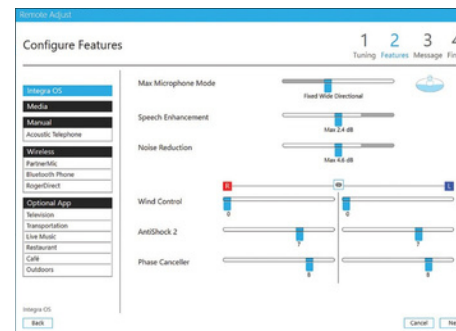 Remote Adjust
Configure Features
1 2 3 4
Tuning Features Message Fin
Integra OS
Media
Manual
Acoustic Telephone
Wireless
PartnerMic
Bluetooth Phone
RogerDirect
Optional App
Television
Transportation
Live Music
Restaurant
Café
Outdoors
Max Microphone Mode
Fixed Wide Directional
Speech Enhancement
Max 2.4 dB
Noise Reduction
Max 4.6 dB
R L
Wind Control
0 0
AntiShock 2
7 7
Phase Canceller
8 8
Integra OS
Back Cancel Ne